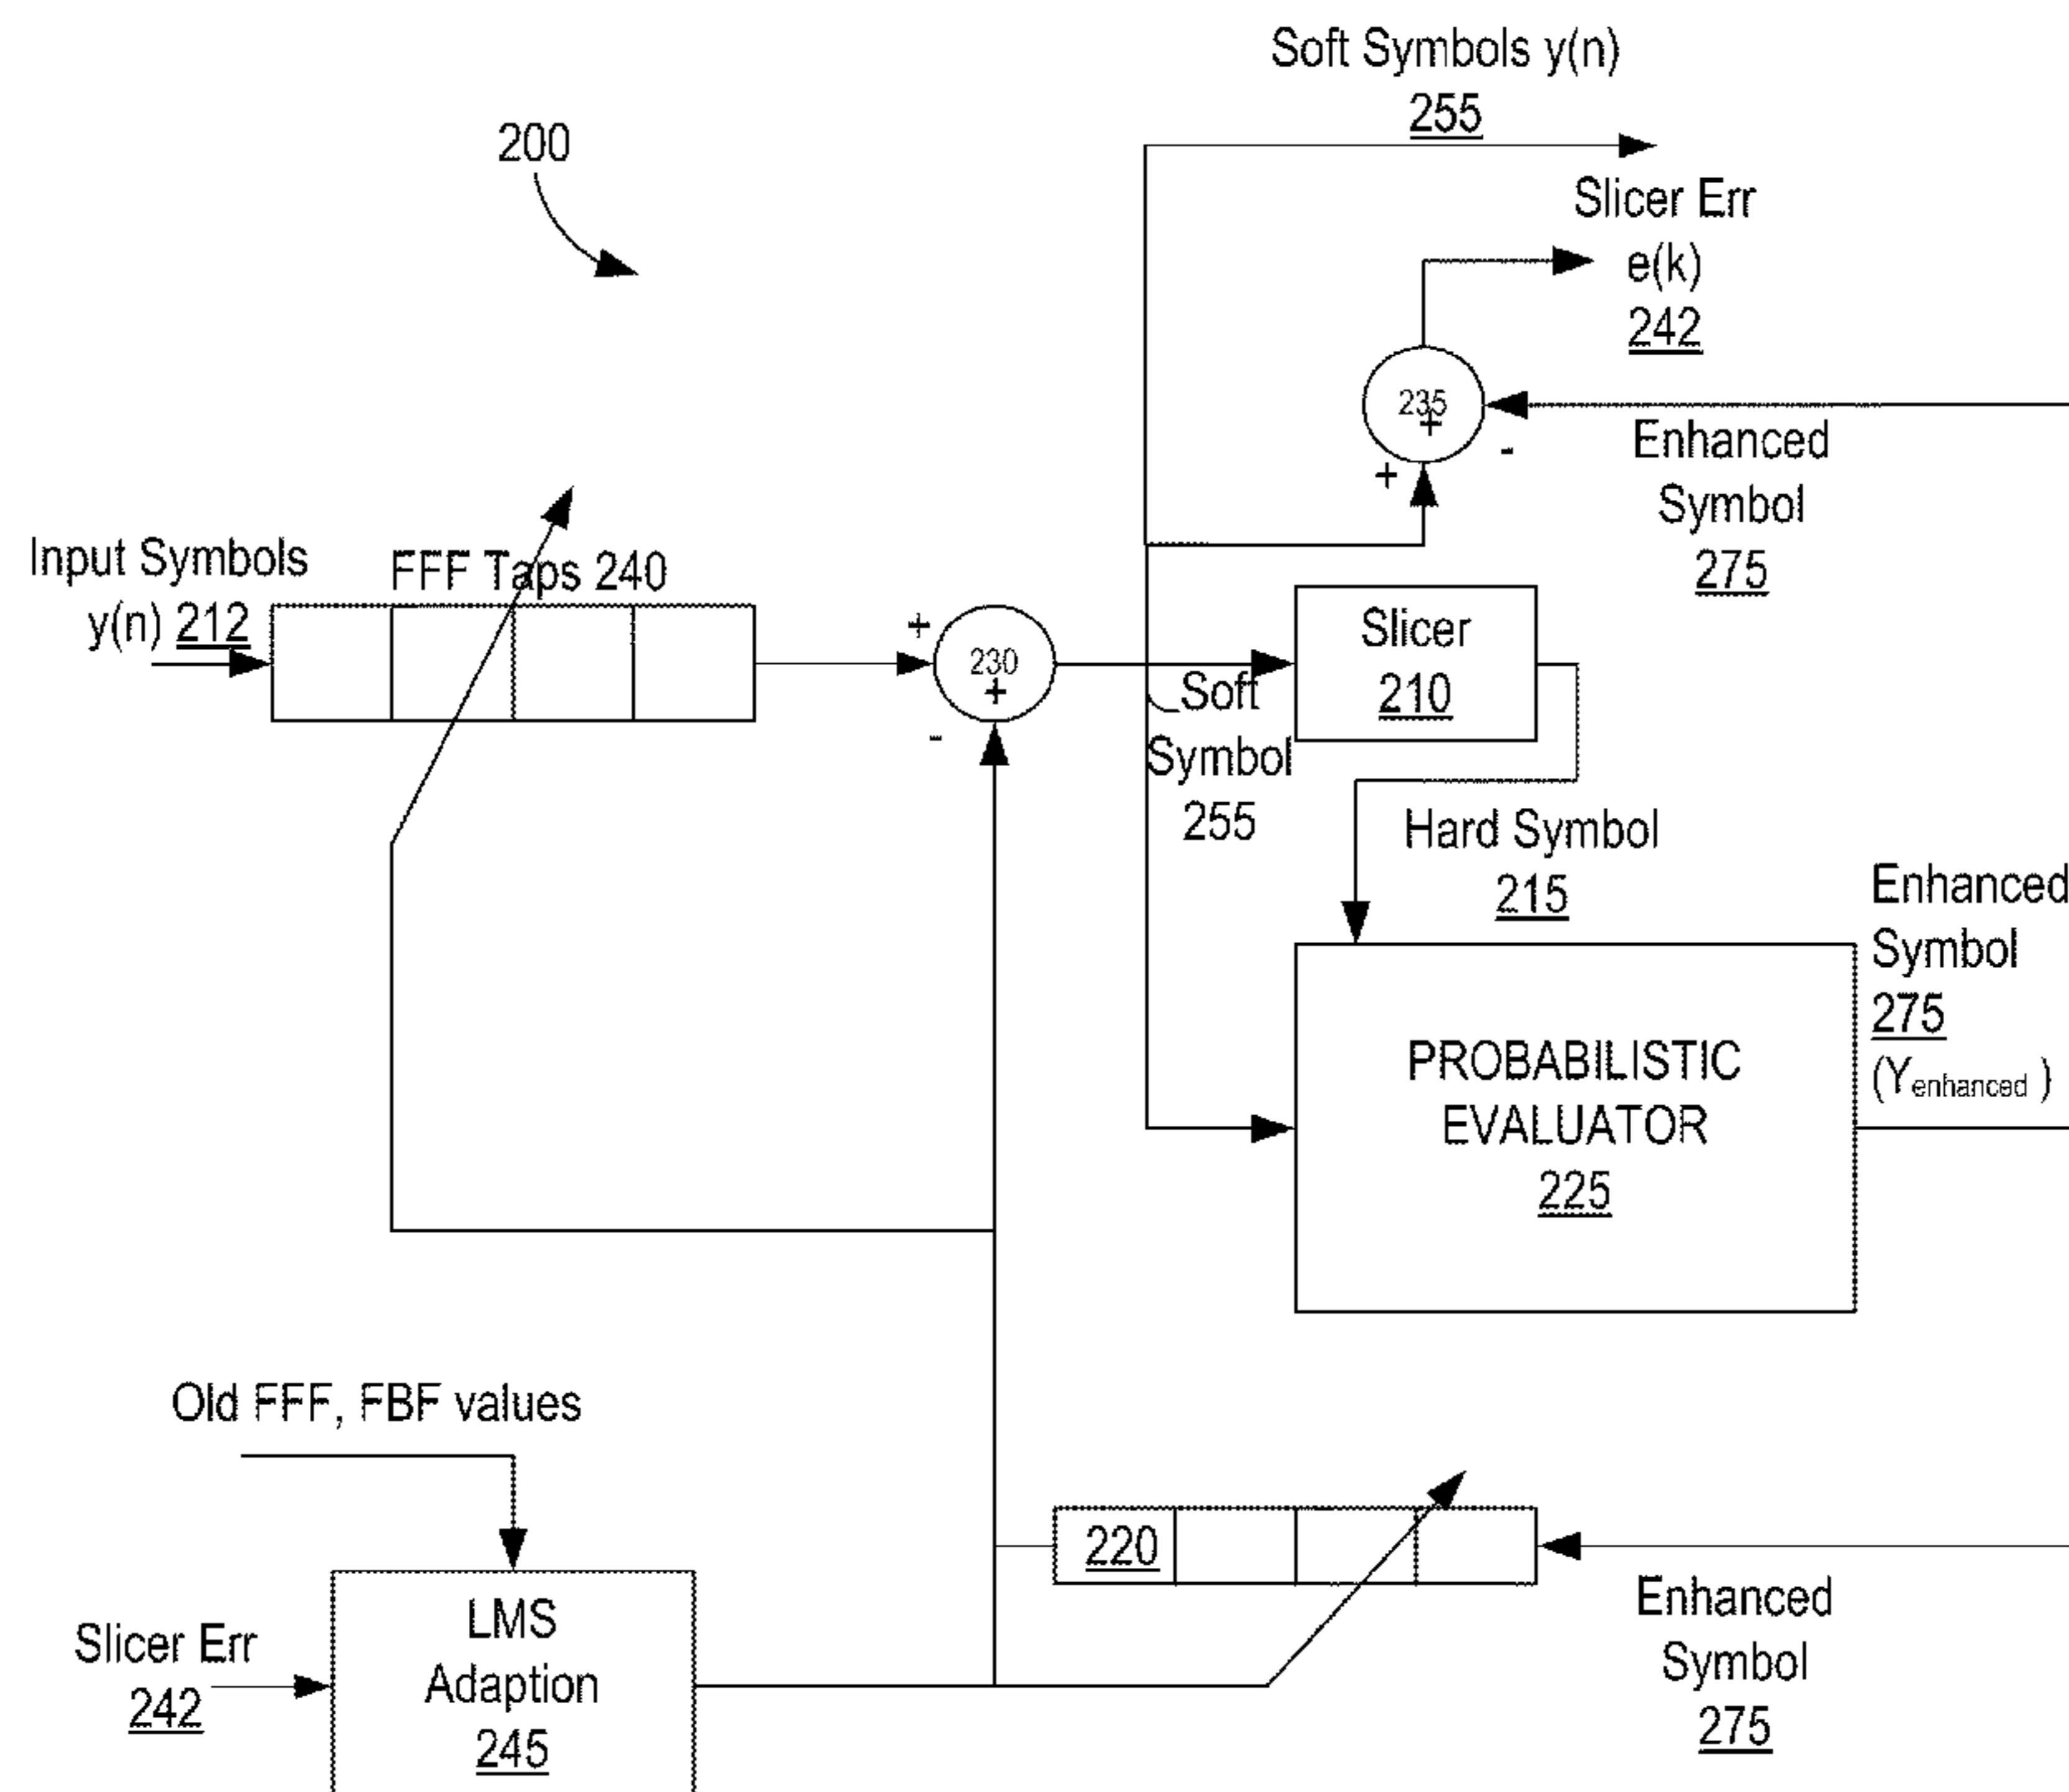 Soft Symbols y(n)
255
200
Slicer Err
e(k)
242
235
+
+
-
Enhanced
Symbol
275
Input Symbols
y(n) 212
FFF Taps 240
+
230
+
-
Soft
Symbol
255
Slicer
210
Hard Symbol
215
Enhanced
Symbol
275
(Yenhanced )
PROBABILISTIC
EVALUATOR
225
Old FFF, FBF values
220
Slicer Err
242
LMS
Adaption
245
Enhanced
Symbol
275